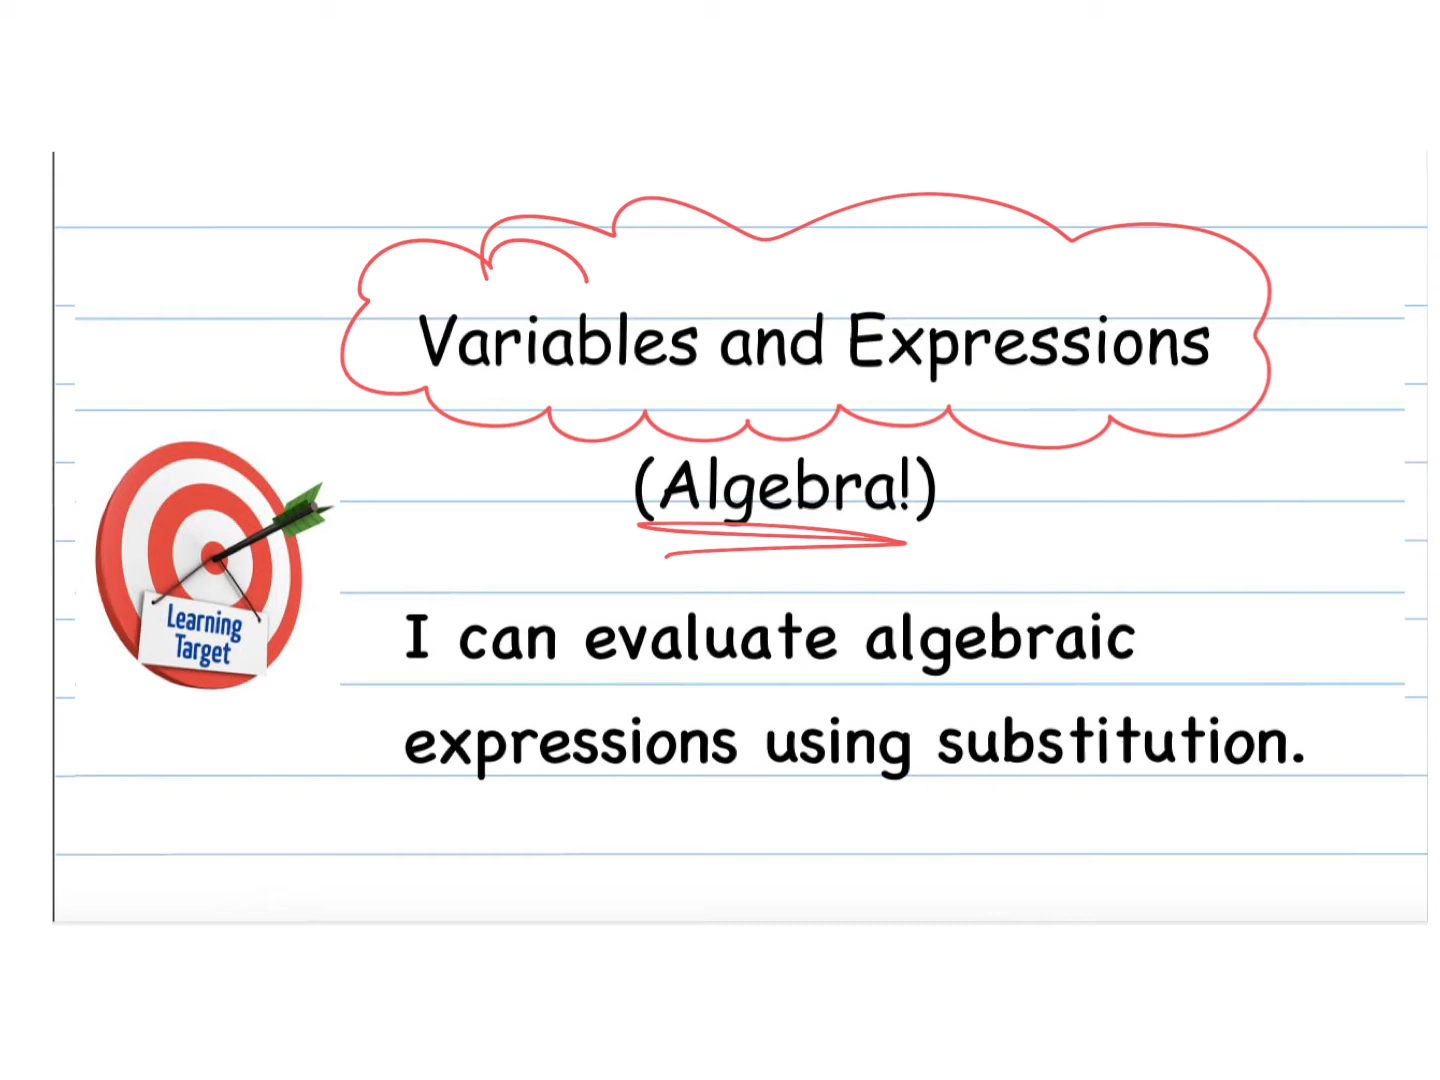 Variables and Expressions
(Algebra!)
Learning
Target
I can evaluate algebraic
expressions using substitution.